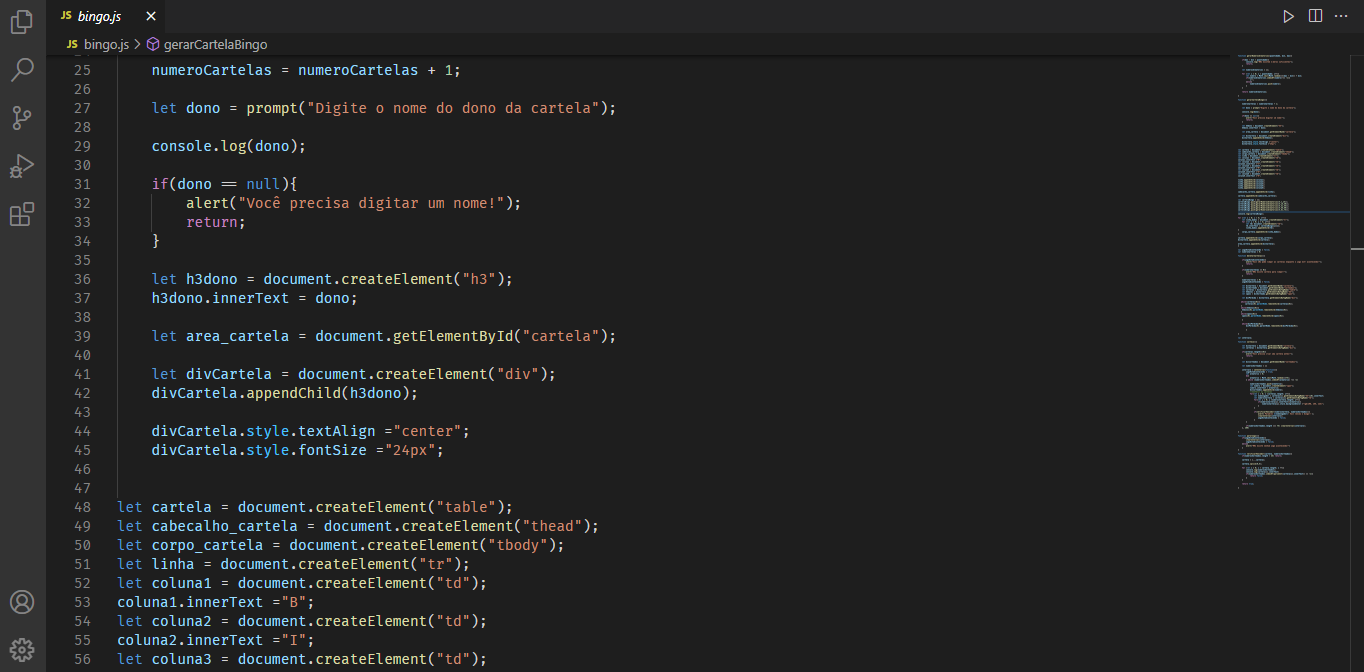 JS bingo.js
JS bingo.js > gerarCartelaBingo
25 numeroCartelas = numeroCartelas + 1;
26
27 let dono = prompt("Digite o nome do dono da cartela");
28
29 console.log(dono);
30
31 if(dono == null){
32 alert("Você precisa digitar um nome!");
33 return;
34 }
35
36 let h3dono = document.createElement("h3");
37 h3dono.innerText = dono;
38
39 let area_cartela = document.getElementById("cartela");
40
41 let divCartela = document.createElement("div");
42 divCartela.appendChild(h3dono);
43
44 divCartela.style.textAlign ="center";
45 divCartela.style.fontSize ="24px";
46
47
48 let cartela = document.createElement("table");
49 let cabecalho_cartela = document.createElement("thead");
50 let corpo_cartela = document.createElement("tbody");
51 let linha = document.createElement("tr");
52 let coluna1 = document.createElement("td");
53 coluna1.innerText ="B";
54 let coluna2 = document.createElement("td");
55 coluna2.innerText ="I";
56 let coluna3 = document.createElement("td");